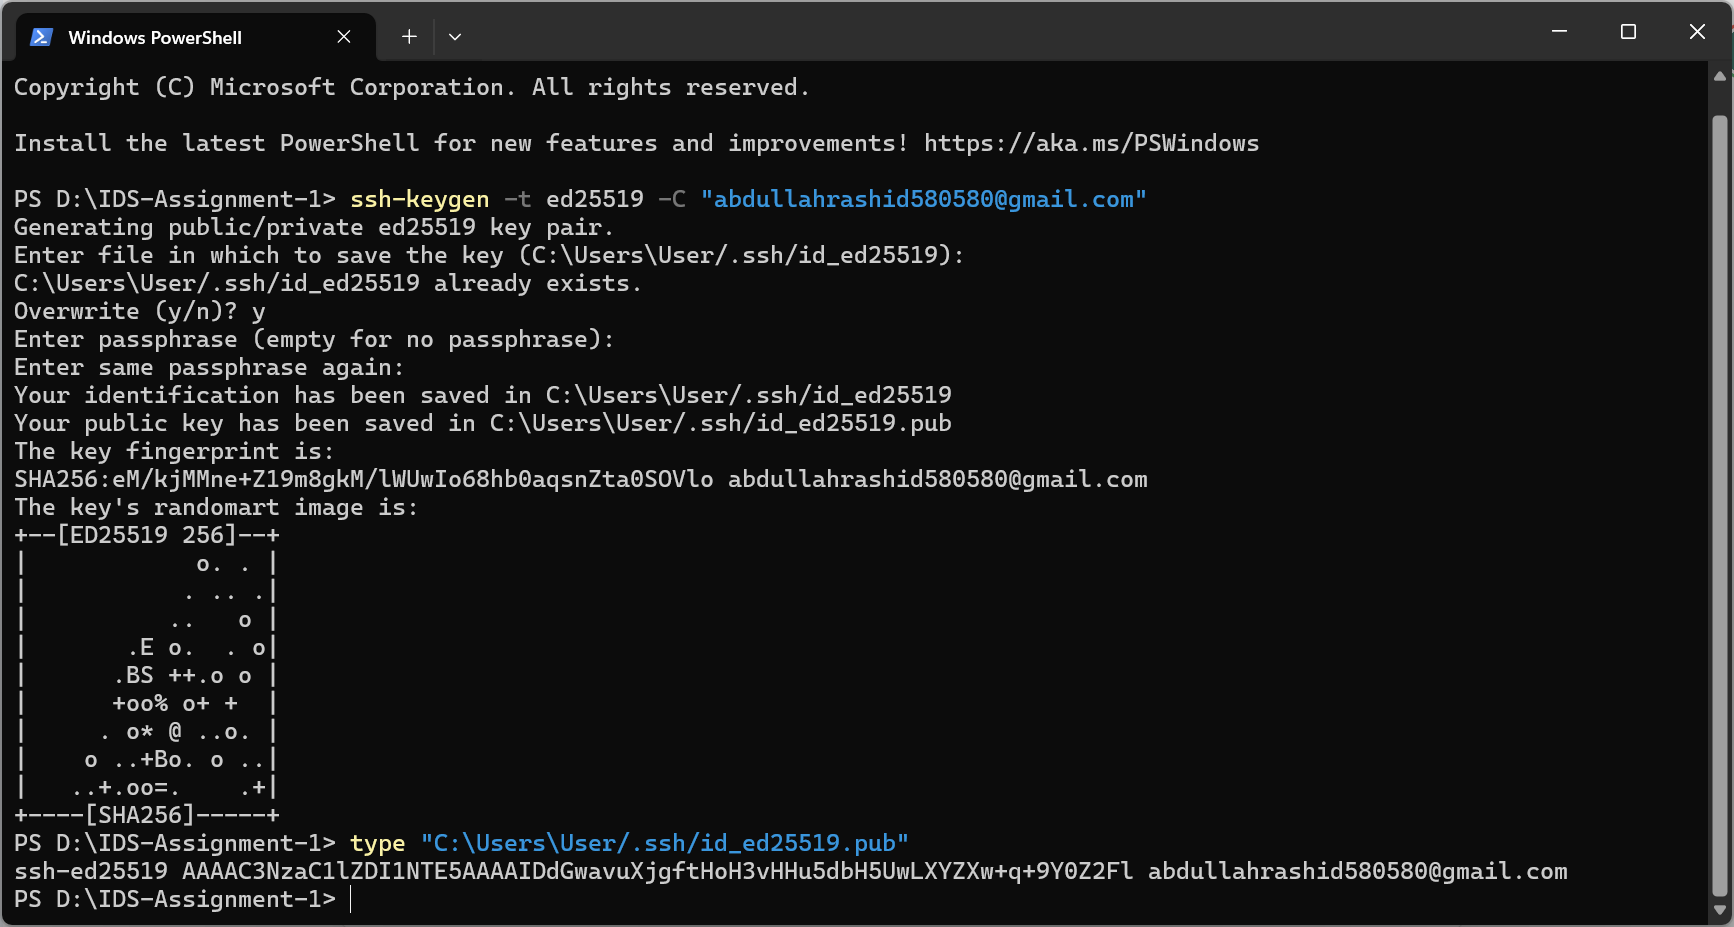 Windows PowerShell
Copyright (C) Microsoft Corporation. All rights reserved.
Install the latest PowerShell for new features and improvements! https://aka.ms/PSWindows
PS D:\IDS-Assignment-1> ssh-keygen -t ed25519 -C "abdullahrashid580580@gmail.com"
Generating public/private ed25519 key pair.
Enter file in which to save the key (C:\Users\User/.ssh/id_ed25519):
C:\Users\User/.ssh/id_ed25519 already exists.
Overwrite (y/n)? y
Enter passphrase (empty for no passphrase):
Enter same passphrase again:
Your identification has been saved in C:\Users\User/.ssh/id_ed25519
Your public key has been saved in C:\Users\User/.ssh/id_ed25519.pub
The key fingerprint is:
SHA256:eM/kjMMne+Z19m8gkM/lWUwIo68hb0aqsnZta0SOVlo abdullahrashid580580@gmail.com
The key's randomart image is:
+--[ED25519 256]--+
|            o. . |
|           . .. .|
|          ..   o |
|       .E o.  . o|
|      .BS ++.o o |
|      +oo% o+ +  |
|     . o* @ ..o. |
|    o ..+Bo. o ..|
|   ..+.oo=.    .+|
+----[SHA256]-----+
PS D:\IDS-Assignment-1> type "C:\Users\User/.ssh/id_ed25519.pub"
ssh-ed25519 AAAAC3NzaC1lZDI1NTE5AAAAIDdGwavuXjgftHoH3vHHu5dbH5UwLXYZXw+q+9Y0Z2Fl abdullahrashid580580@gmail.com
PS D:\IDS-Assignment-1>